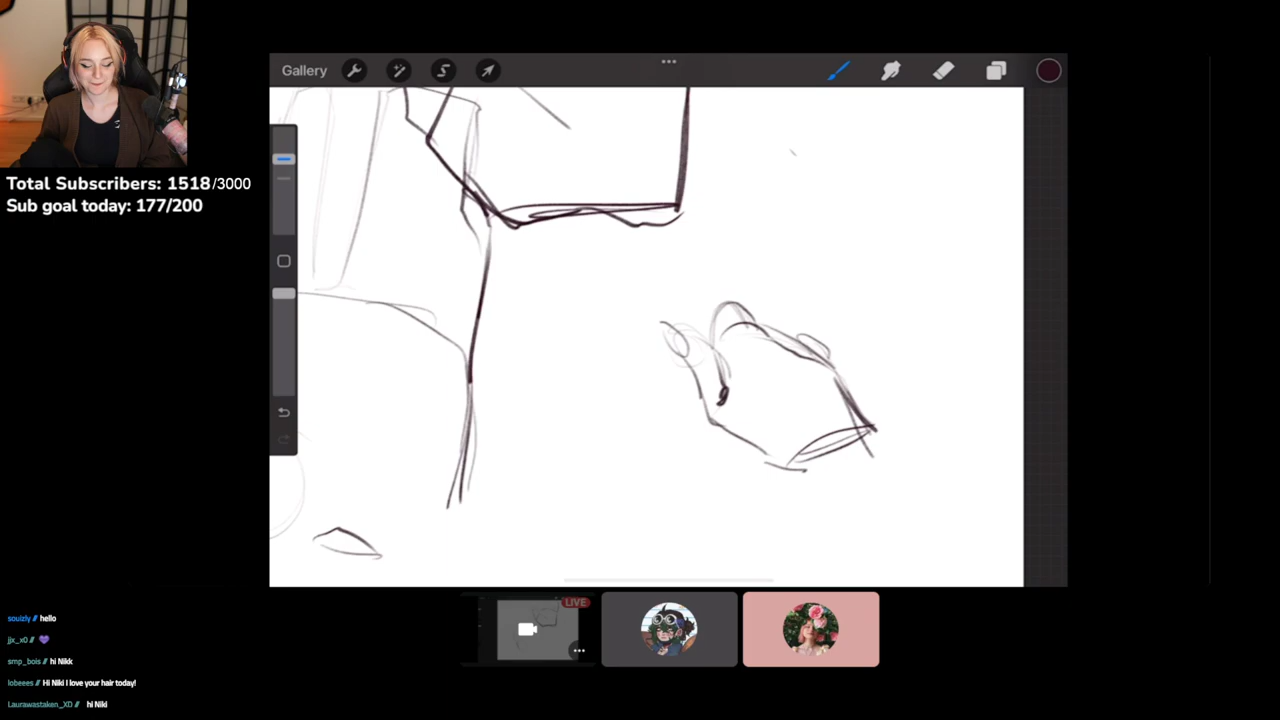 Gallery
Total Subscribers: 1518/3000
Sub goal today: 177/200
LIVE
souizly // hello
jjx_x0 // 💜
smp_bois // hi Nikk
lobeees // Hi Niki I love your hair today!
Laurawastaken_XD // hi Niki